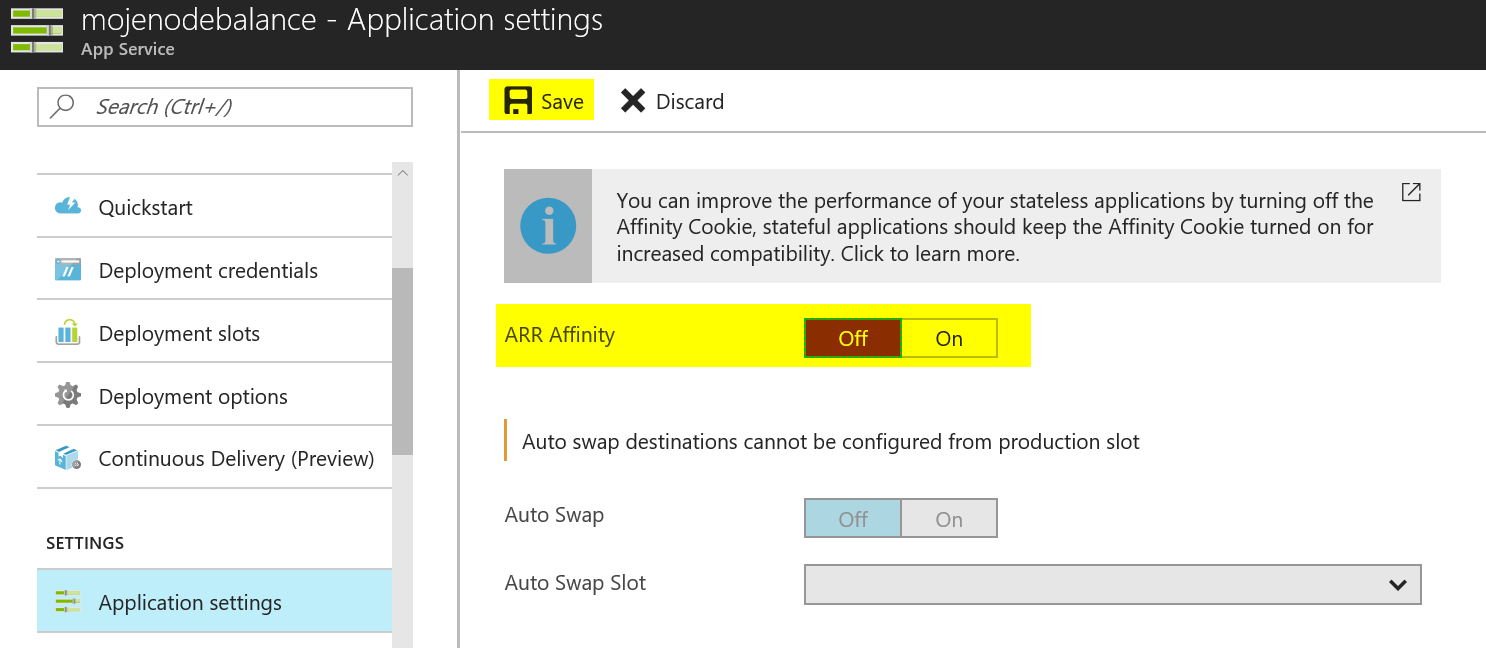 mojenodebalance - Application settings
App Service
Search (Ctrl+/)
Quickstart
Deployment credentials
Deployment slots
Deployment options
Continuous Delivery (Preview)
SETTINGS
Application settings
Save
Discard
You can improve the performance of your stateless applications by turning off the
Affinity Cookie, stateful applications should keep the Affinity Cookie turned on for
increased compatibility. Click to learn more.
ARR Affinity
Off
On
Auto swap destinations cannot be configured from production slot
Auto Swap
Off
On
Auto Swap Slot